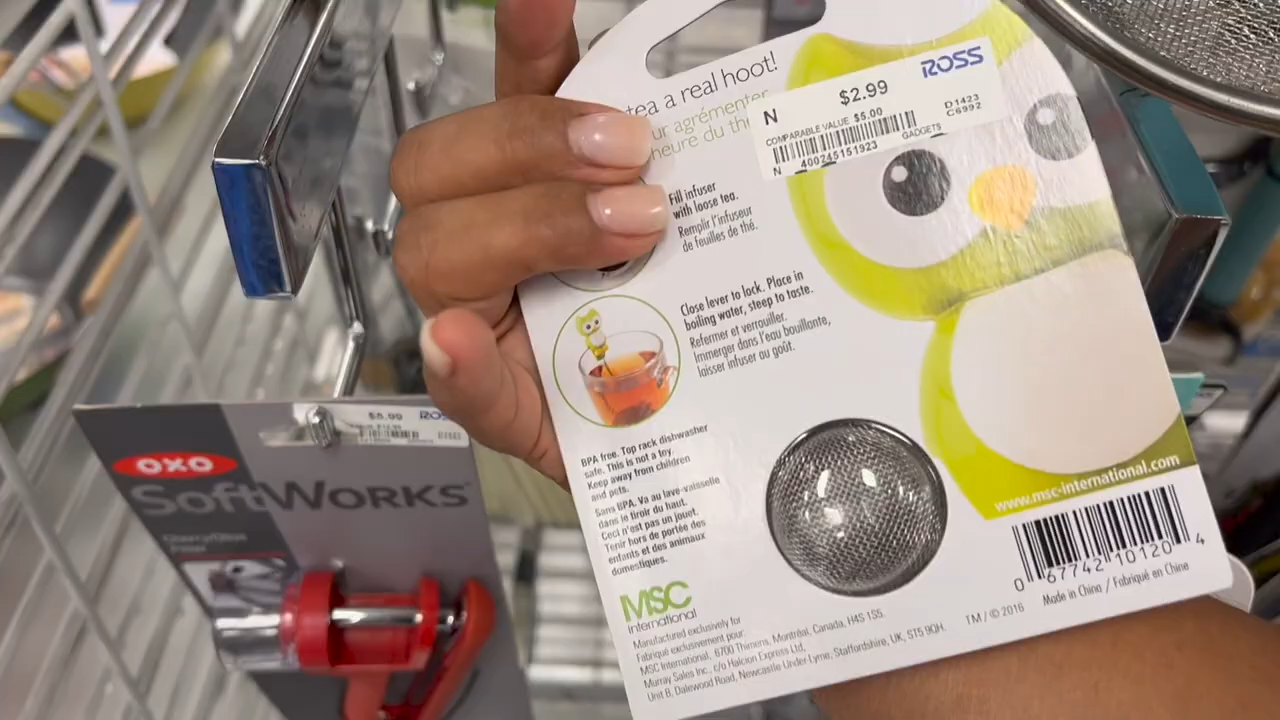 tea a real hoot!
ur agrémenter
heure du thé
ROSS
N
$2.99
COMPARABLE VALUE $5.00
D1423
C6992
GADGETS
N 400245151923
Fill infuser
with loose tea.
Remplir l'infuseur
de feuilles de thé.
Close lever to lock. Place in
boiling water, steep to taste.
Refermer et verrouiller.
Immerger dans l'eau bouillante,
laisser infuser au goût.
BPA free. Top rack dishwasher
safe. This is not a toy.
Keep away from children
and pets.
Sans BPA. Va au lave-vaisselle
dans le tiroir du haut.
Ceci n'est pas un jouet.
Tenir hors de portée des
enfants et des animaux
domestiques.
www.msc-international.com
0 67742 10120 4
Made in China / Fabriqué en Chine
MSC
International
Manufactured exclusively for
Fabriqué exclusivement pour:
MSC International, 6700 Thimens, Montréal, Canada, H4S 1S5.
Murray Sales Inc., c/o Halcion Express Ltd,
Unit B, Dalewood Road, Newcastle Under Lyme, Staffordshire, UK, ST5 9QH.
TM / © 2016
$5.99
OXO
SoftWorks